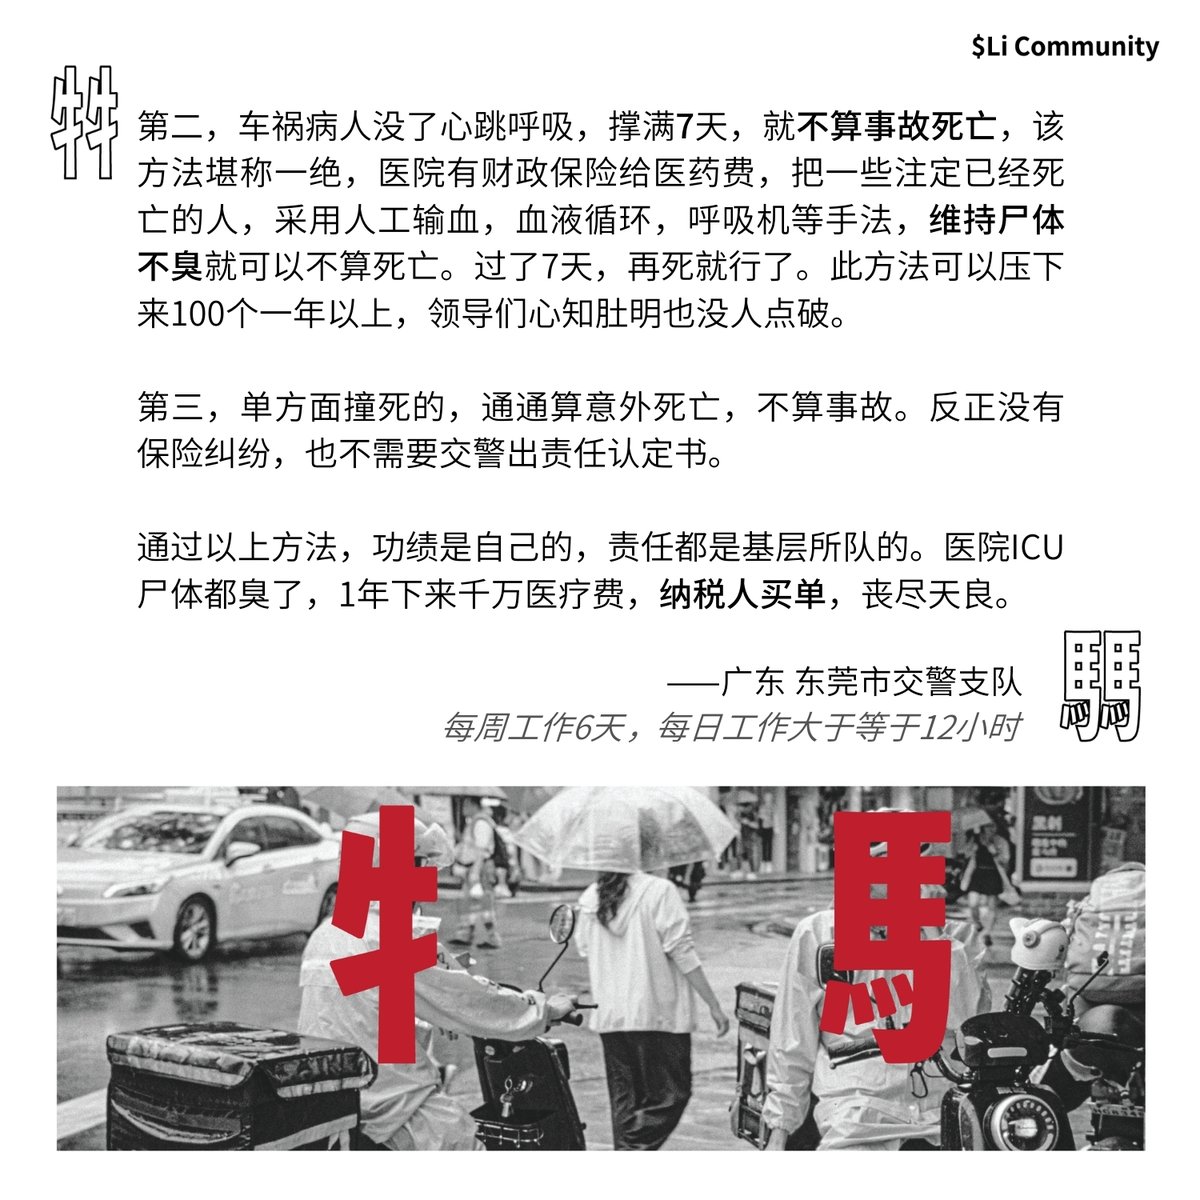 $Li Community
牜牜
第二，车祸病人没了心跳呼吸，撑满7天，就不算事故死亡，该
方法堪称一绝，医院有财政保险给医药费，把一些注定已经死
亡的人，采用人工输血，血液循环，呼吸机等手法，维持尸体
不臭就可以不算死亡。过了7天，再死就行了。此方法可以压下
来100个一年以上，领导们心知肚明也没人点破。
第三，单方面撞死的，通通算意外死亡，不算事故。反正没有
保险纠纷，也不需要交警出责任认定书。
通过以上方法，功绩是自己的，责任都是基层所队的。医院ICU
尸体都臭了，1年下来千万医疗费，纳税人买单，丧尽天良。
——广东 东莞市交警支队
每周工作6天，每日工作大于等于12小时
馬馬
牜 馬